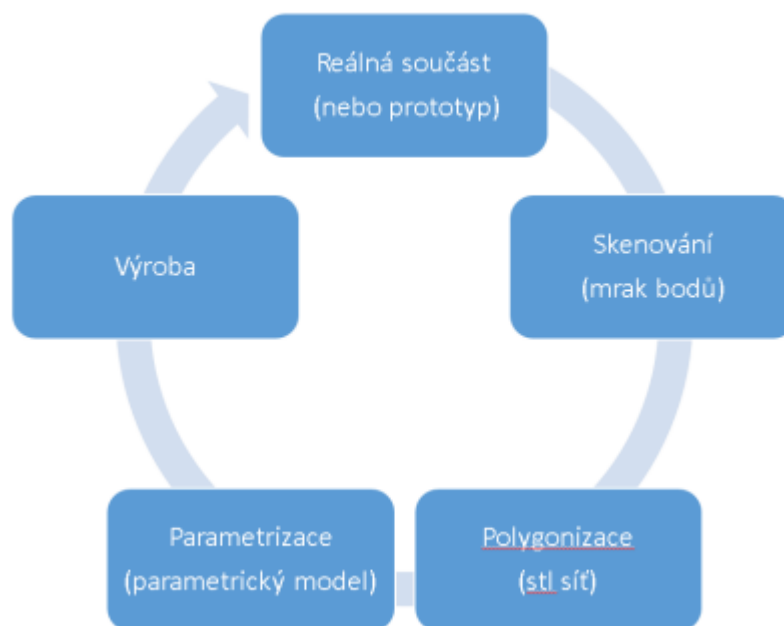 Reálná součást
(nebo prototyp)
Skenování
(mrak bodů)
Polygonizace
(stl síť)
Parametrizace
(parametrický model)
Výroba